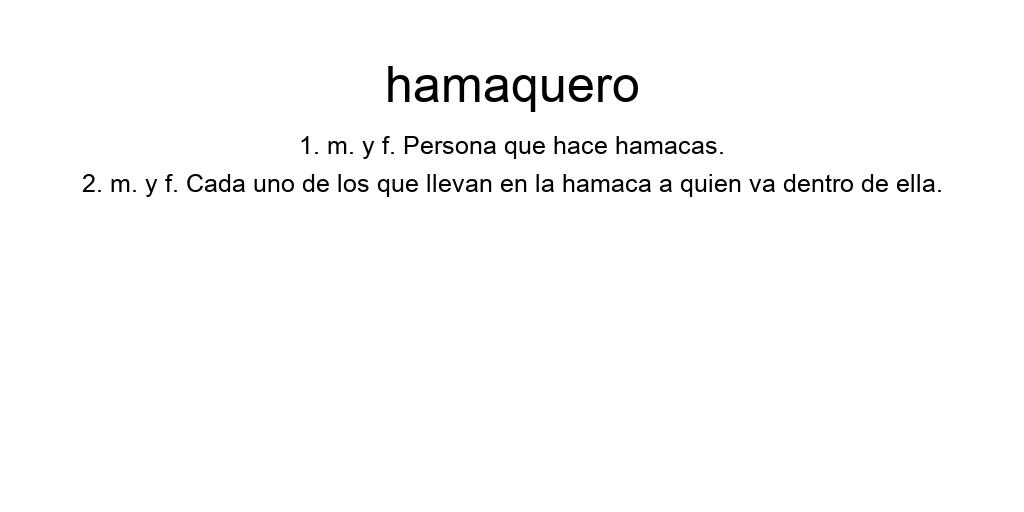 hamaquero
1. m. y f. Persona que hace hamacas.
2. m. y f. Cada uno de los que llevan en la hamaca a quien va dentro de ella.